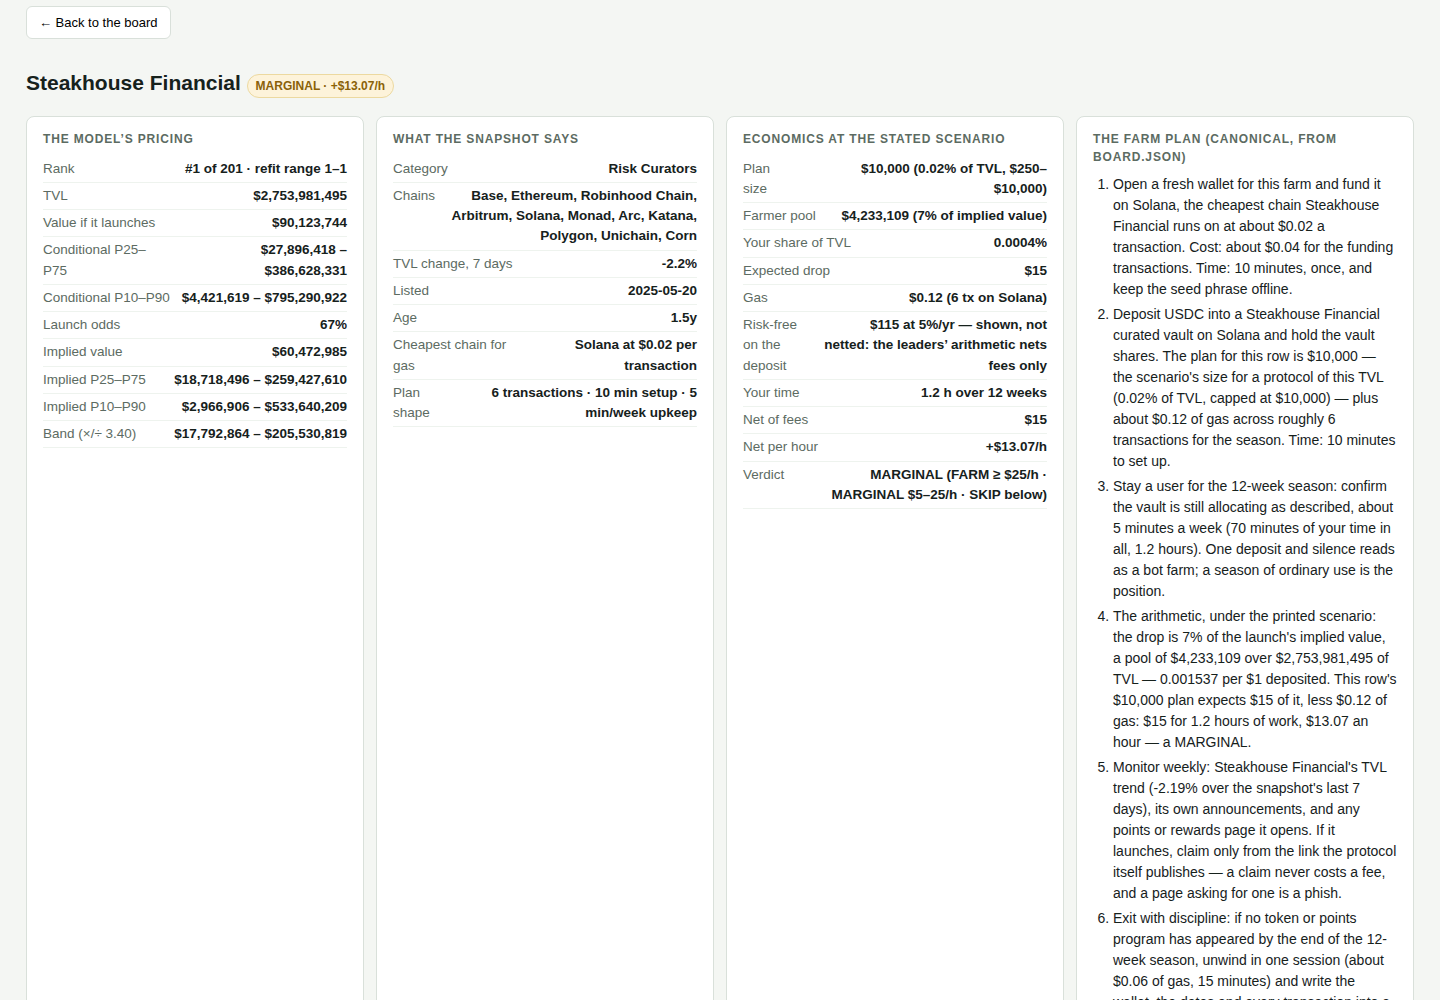 ← Back to the board
Steakhouse Financial MARGINAL · +$13.07/h
THE MODEL’S PRICING
Rank #1 of 201 · refit range 1–1
TVL $2,753,981,495
Value if it launches $90,123,744
Conditional P25– $27,896,418 –
P75 $386,628,331
Conditional P10–P90 $4,421,619 – $795,290,922
Launch odds 67%
Implied value $60,472,985
Implied P25–P75 $18,718,496 – $259,427,610
Implied P10–P90 $2,966,906 – $533,640,209
Band (×/÷ 3.40) $17,792,864 – $205,530,819
WHAT THE SNAPSHOT SAYS
Category Risk Curators
Chains Base, Ethereum, Robinhood Chain,
Arbitrum, Solana, Monad, Arc, Katana,
Polygon, Unichain, Corn
TVL change, 7 days -2.2%
Listed 2025-05-20
Age 1.5y
Cheapest chain for Solana at $0.02 per
gas transaction
Plan 6 transactions · 10 min setup · 5
shape min/week upkeep
ECONOMICS AT THE STATED SCENARIO
Plan $10,000 (0.02% of TVL, $250–
size $10,000)
Farmer pool $4,233,109 (7% of implied value)
Your share of TVL 0.0004%
Expected drop $15
Gas $0.12 (6 tx on Solana)
Risk-free $115 at 5%/yr — shown, not
on the netted: the leaders’ arithmetic nets
deposit fees only
Your time 1.2 h over 12 weeks
Net of fees $15
Net per hour +$13.07/h
Verdict MARGINAL (FARM ≥ $25/h ·
MARGINAL $5–25/h · SKIP below)
THE FARM PLAN (CANONICAL, FROM
BOARD.JSON)
1. Open a fresh wallet for this farm and fund it
on Solana, the cheapest chain Steakhouse
Financial runs on at about $0.02 a
transaction. Cost: about $0.04 for the funding
transactions. Time: 10 minutes, once, and
keep the seed phrase offline.
2. Deposit USDC into a Steakhouse Financial
curated vault on Solana and hold the vault
shares. The plan for this row is $10,000 —
the scenario's size for a protocol of this TVL
(0.02% of TVL, capped at $10,000) — plus
about $0.12 of gas across roughly 6
transactions for the season. Time: 10 minutes
to set up.
3. Stay a user for the 12-week season: confirm
the vault is still allocating as described, about
5 minutes a week (70 minutes of your time in
all, 1.2 hours). One deposit and silence reads
as a bot farm; a season of ordinary use is the
position.
4. The arithmetic, under the printed scenario:
the drop is 7% of the launch's implied value,
a pool of $4,233,109 over $2,753,981,495 of
TVL — 0.001537 per $1 deposited. This row's
$10,000 plan expects $15 of it, less $0.12 of
gas: $15 for 1.2 hours of work, $13.07 an
hour — a MARGINAL.
5. Monitor weekly: Steakhouse Financial's TVL
trend (-2.19% over the snapshot's last 7
days), its own announcements, and any
points or rewards page it opens. If it
launches, claim only from the link the protocol
itself publishes — a claim never costs a fee,
and a page asking for one is a phish.
6. Exit with discipline: if no token or points
program has appeared by the end of the 12-
week season, unwind in one session (about
$0.06 of gas, 15 minutes) and write the
wallet, the dates and every transaction into a